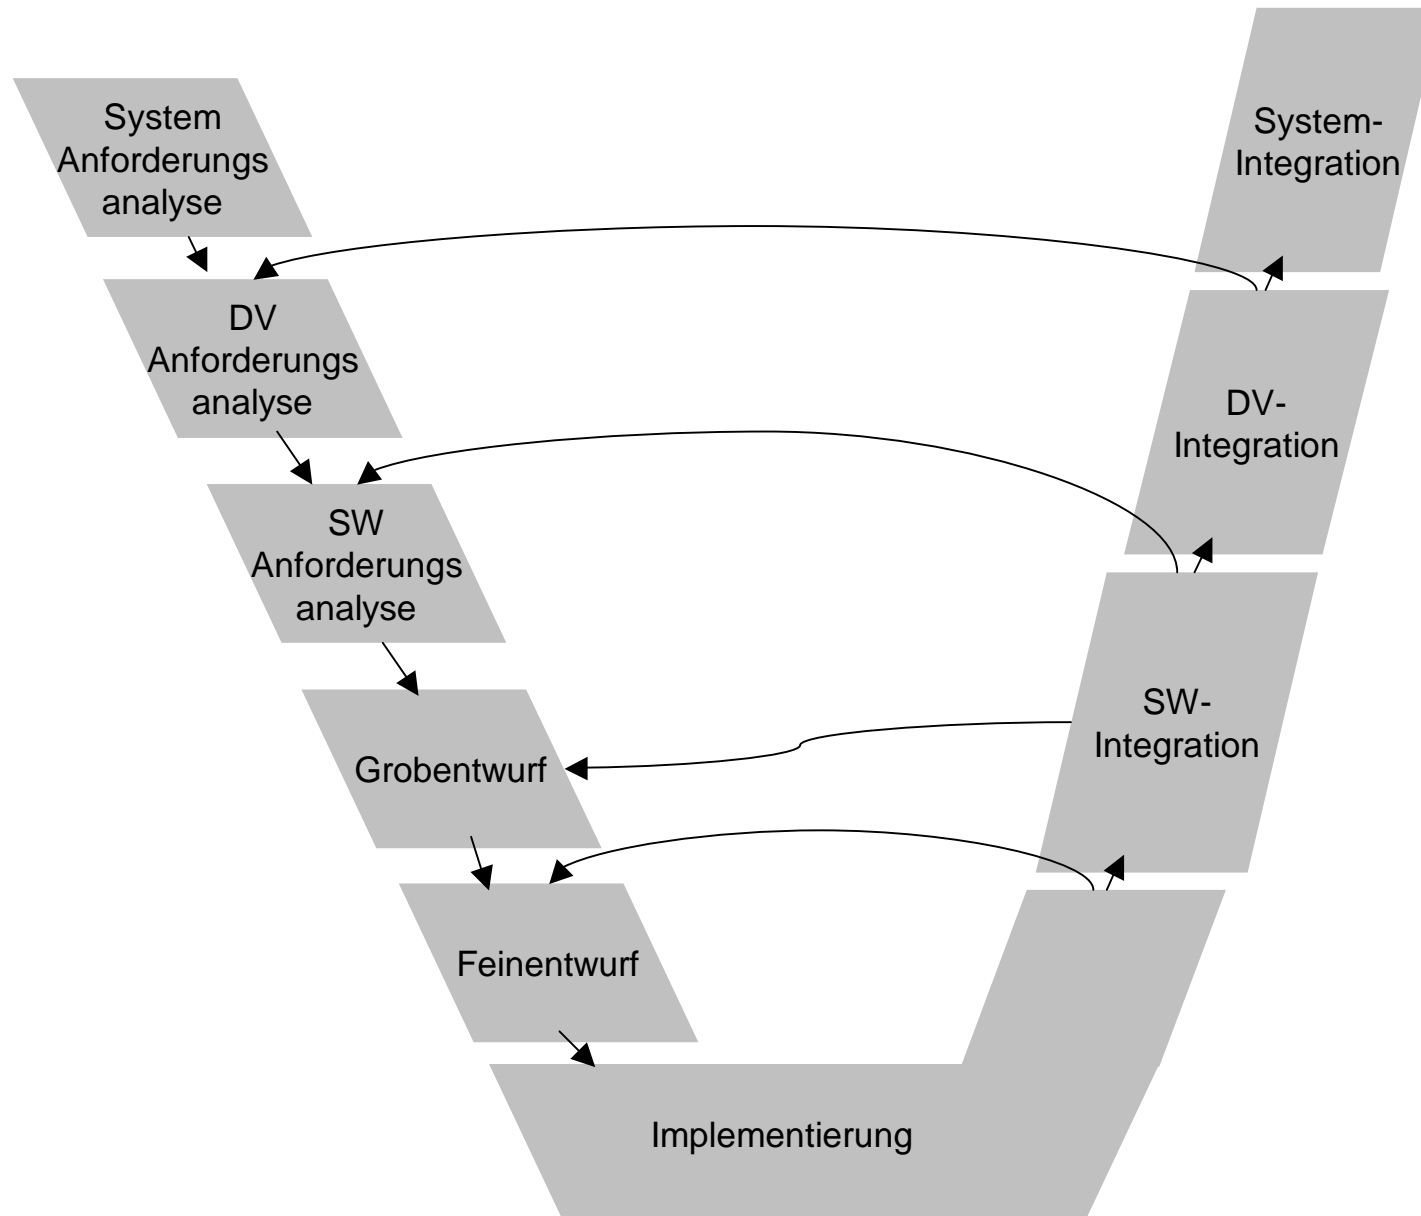 System
Anforderungs
analyse
System-
Integration
DV
Anforderungs
analyse
DV-
Integration
SW
Anforderungs
analyse
SW-
Integration
Grobentwurf
Feinentwurf
Implementierung